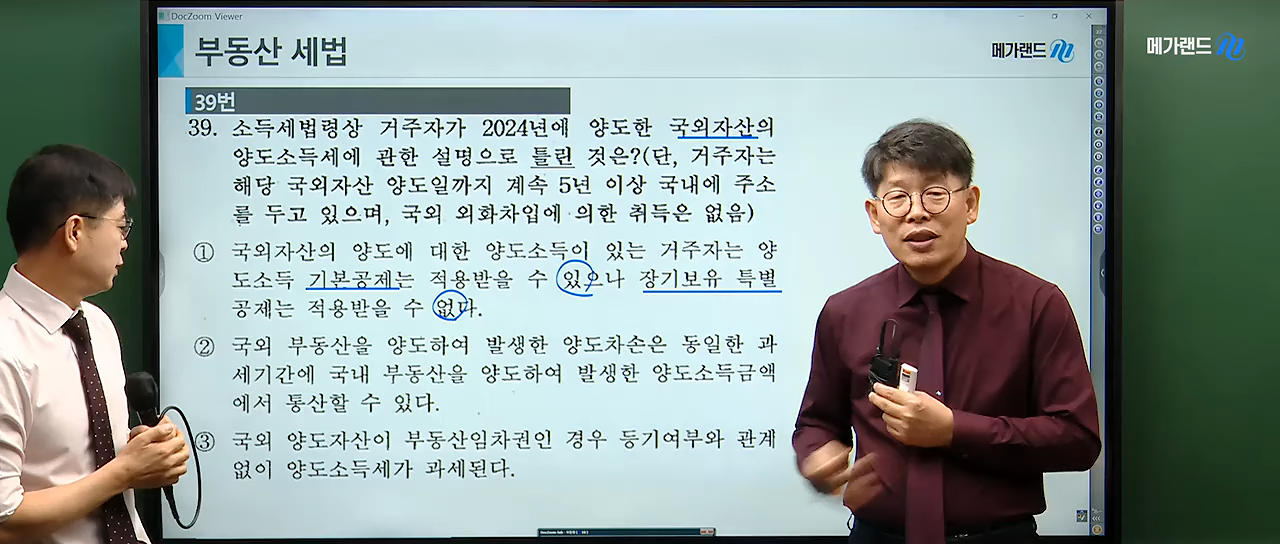 DocZoom Viewer
부동산 세법
메가랜드
메가랜드
39번
39. 소득세법령상 거주자가 2024년에 양도한 국외자산의
양도소득세에 관한 설명으로 틀린 것은?(단, 거주자는
해당 국외자산 양도일까지 계속 5년 이상 국내에 주소
를 두고 있으며, 국외 외화차입에 의한 취득은 없음)
① 국외자산의 양도에 대한 양도소득이 있는 거주자는 양
도소득 기본공제는 적용받을 수 있으나 장기보유 특별
공제는 적용받을 수 없다.
② 국외 부동산을 양도하여 발생한 양도차손은 동일한 과
세기간에 국내 부동산을 양도하여 발생한 양도소득금액
에서 통산할 수 있다.
③ 국외 양도자산이 부동산임차권인 경우 등기여부와 관계
없이 양도소득세가 과세된다.